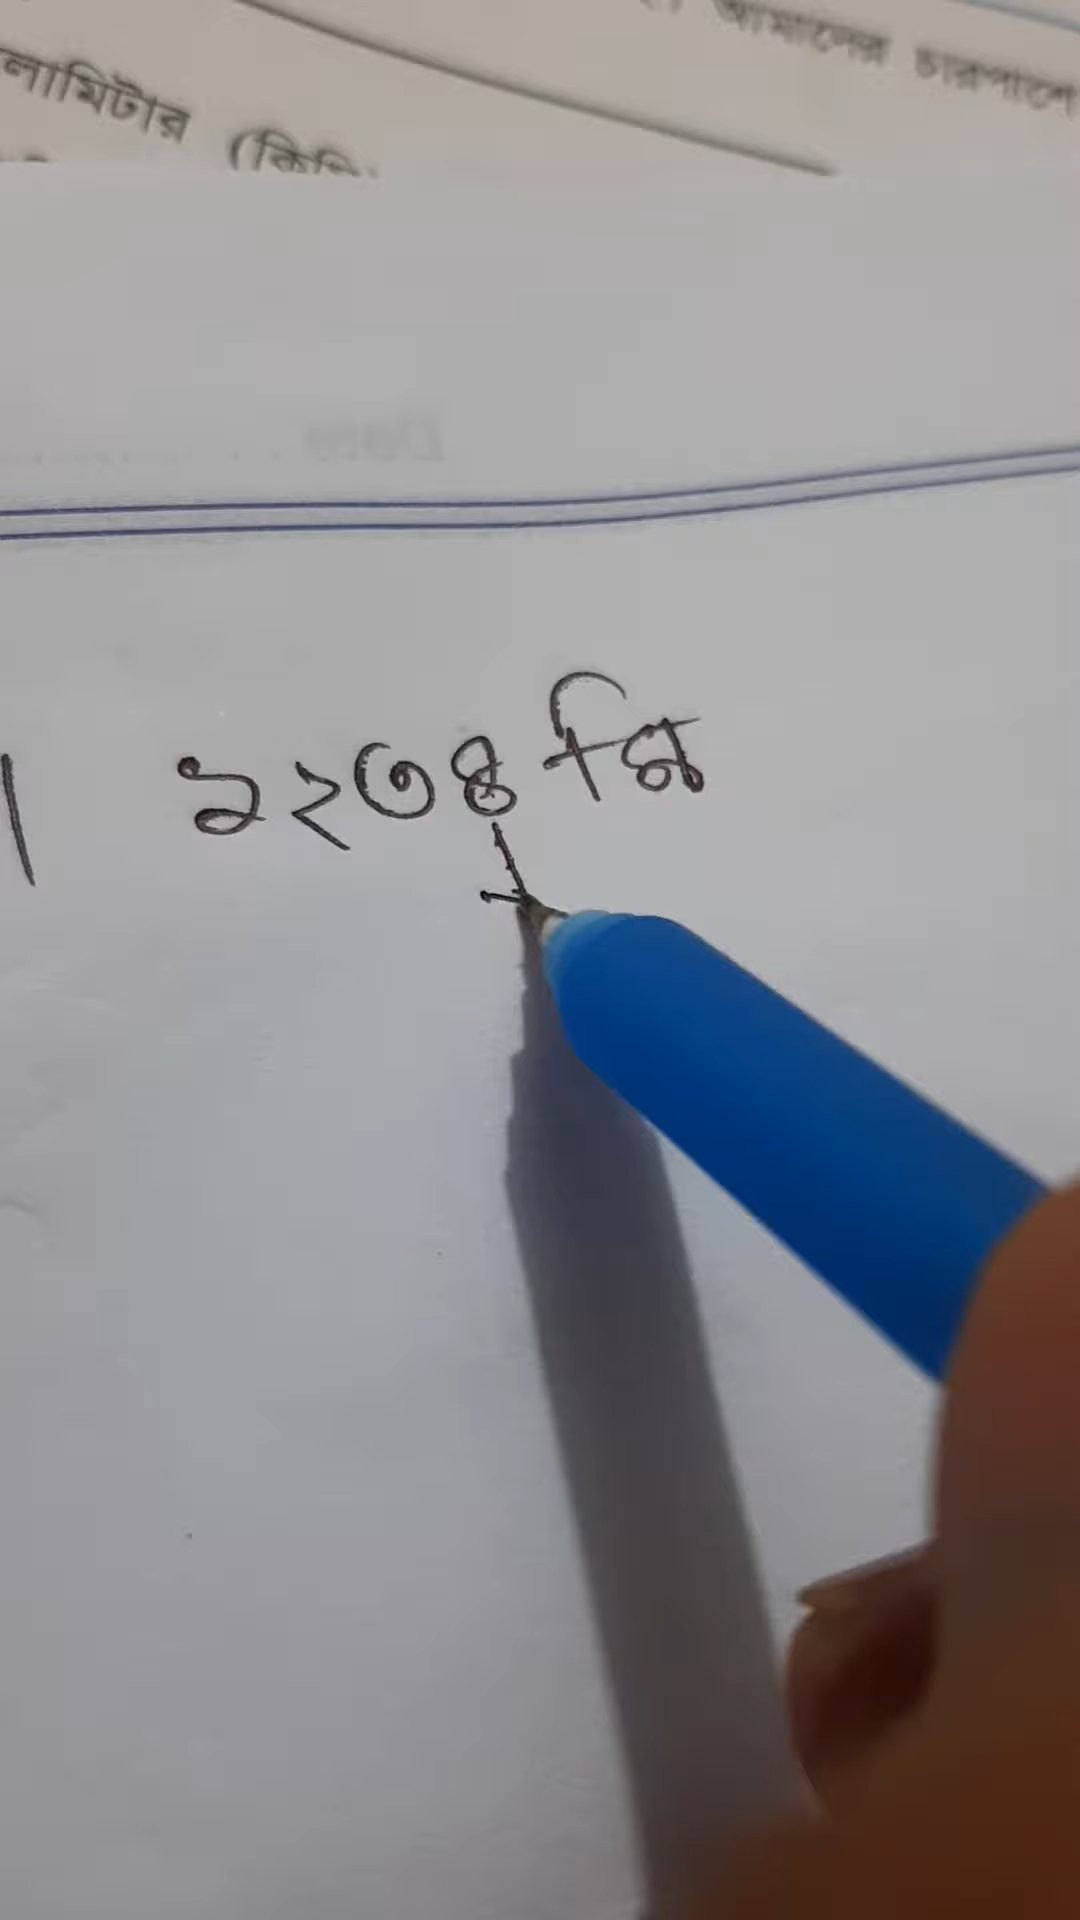 । আমাদের চারপাশে
লোমিটার (কিমি
। ১২৩৪ মি